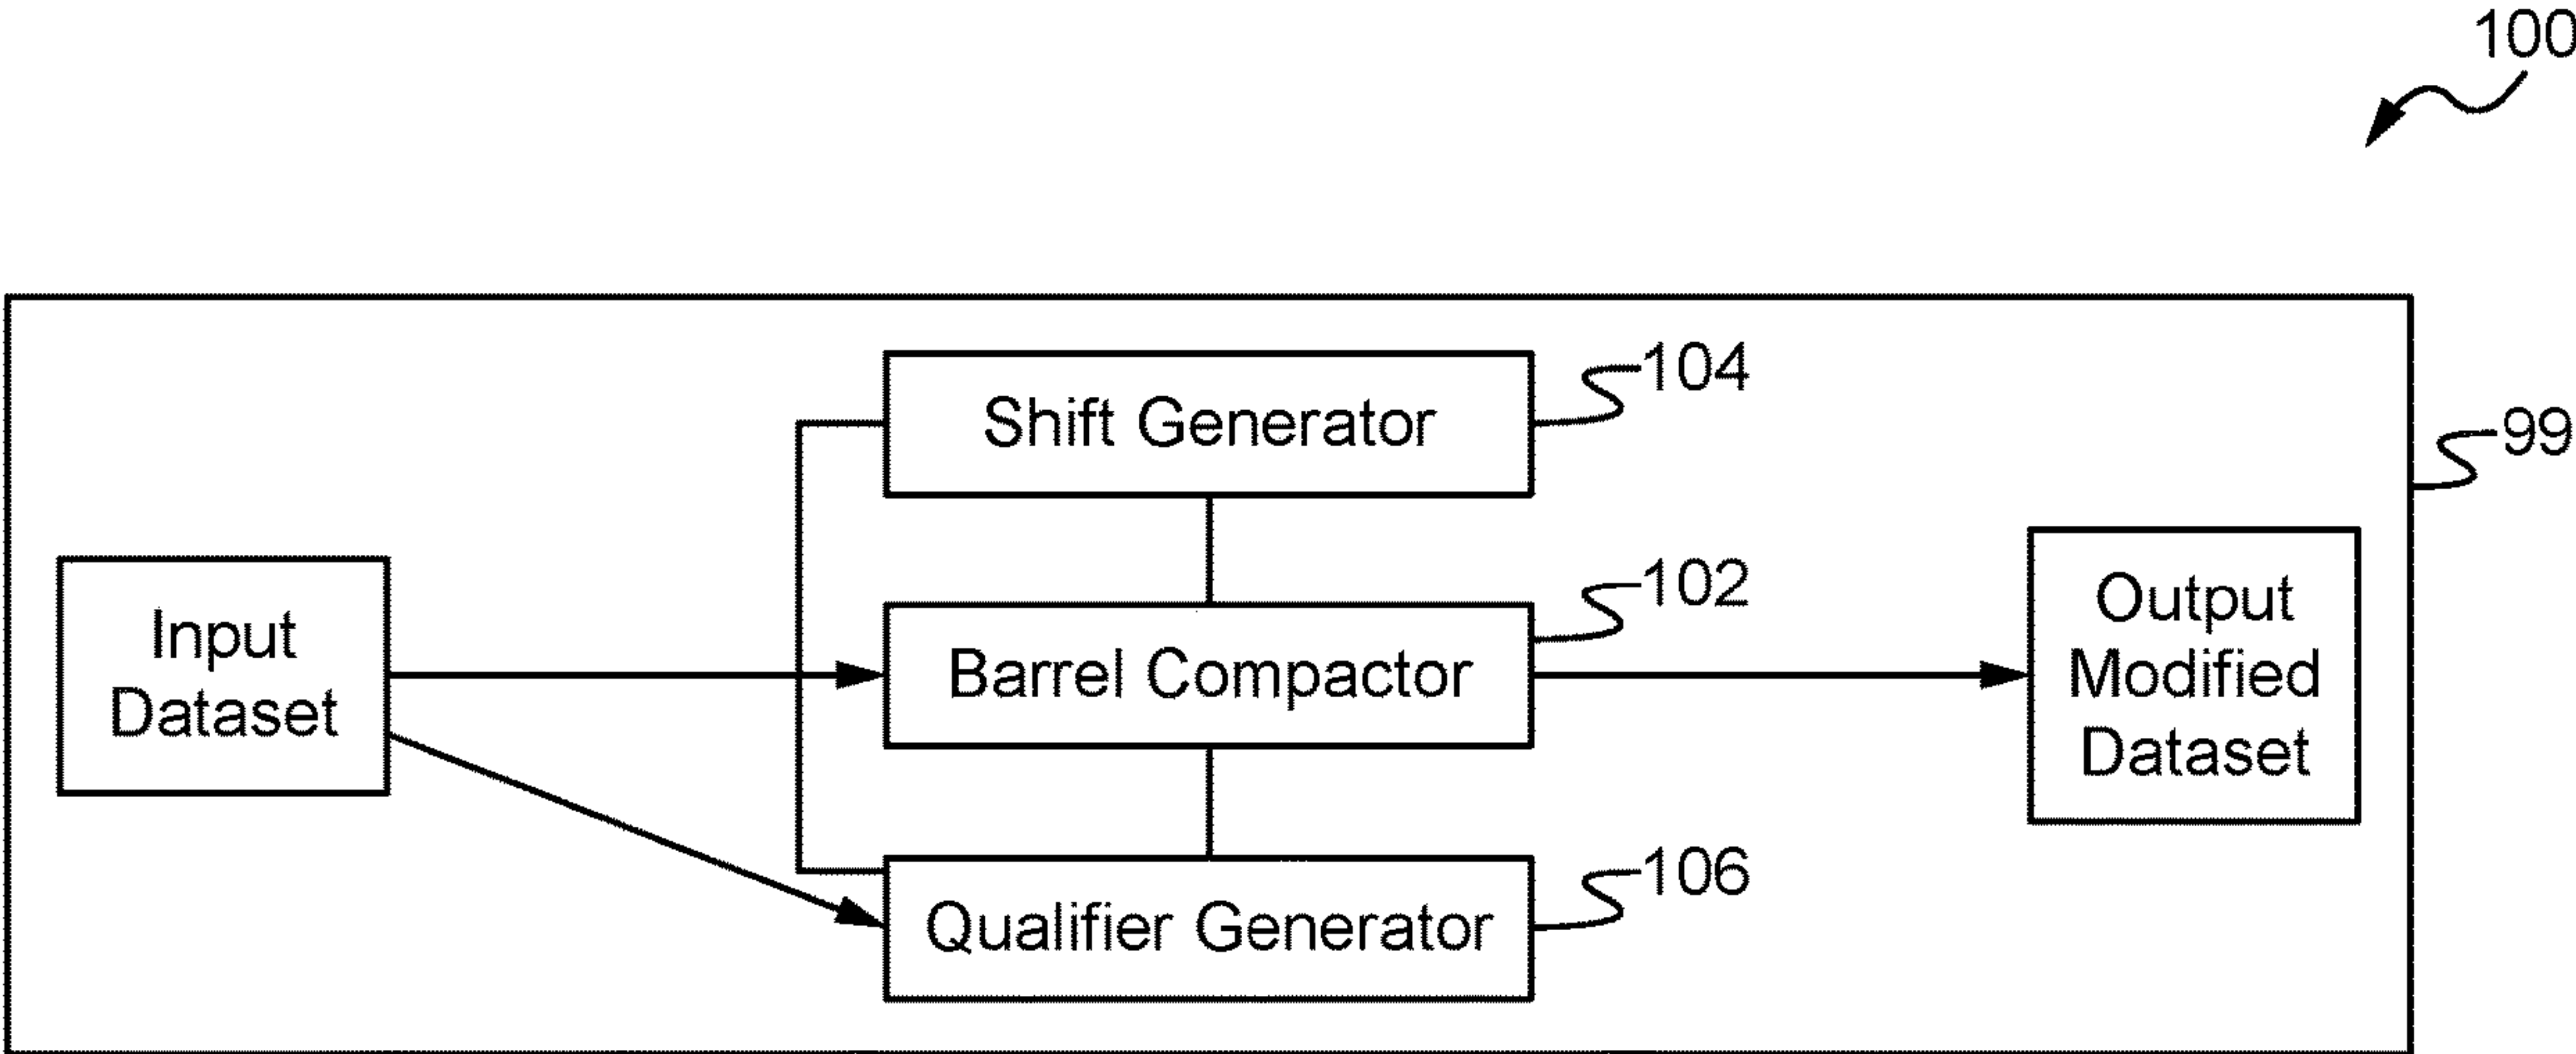 100
Shift Generator
104
99
Input
Dataset
Barrel Compactor
102
Output
Modified
Dataset
Qualifier Generator
106